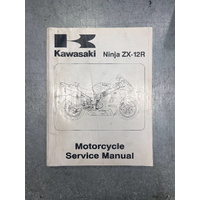 Kawasaki Ninja ZX-12R
Motorcycle
Service Manual